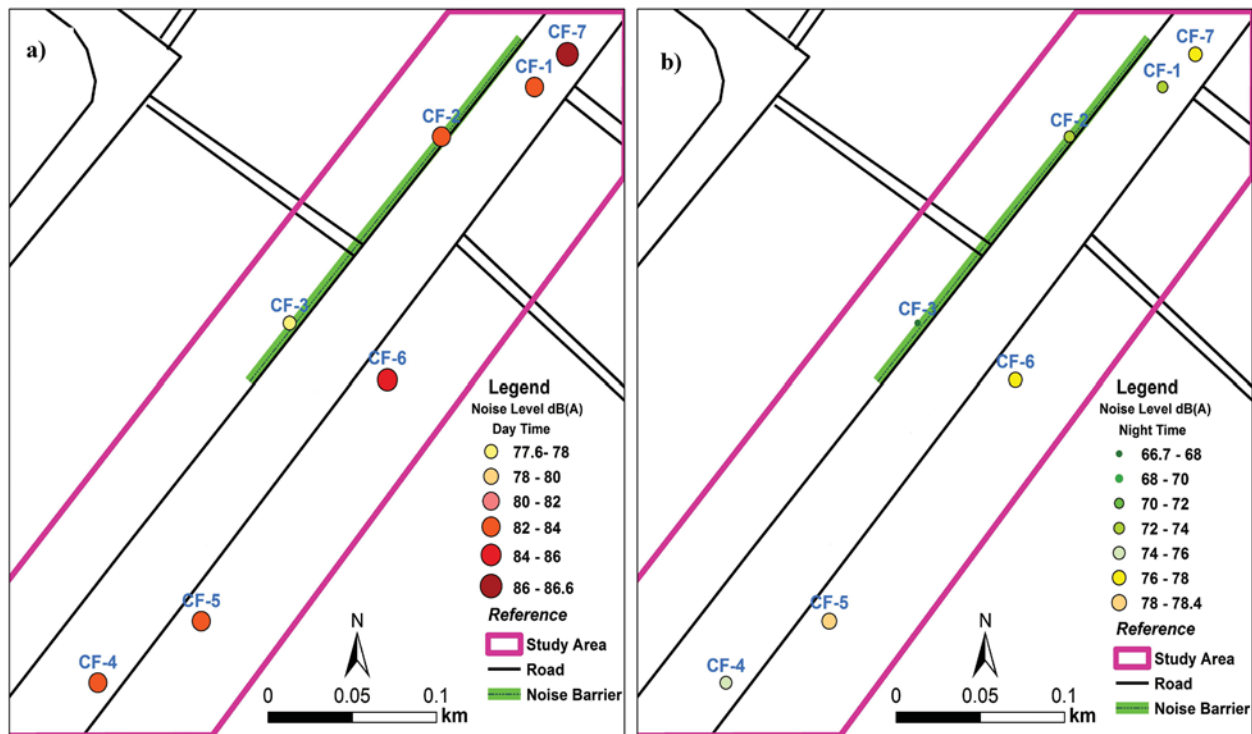 a)
CF-7
CF-1
CF-2
CF-3
CF-6
CF-5
CF-4
Legend
Noise Level dB(A)
Day Time
77.6- 78
78 - 80
80 - 82
82 - 84
84 - 86
86 - 86.6
Reference
Study Area
Road
Noise Barrier
N
0 0.05 0.1
km
b)
CF-7
CF-1
CF-2
CF-3
CF-6
CF-5
CF-4
Legend
Noise Level dB(A)
Night Time
66.7 - 68
68 - 70
70 - 72
72 - 74
74 - 76
76 - 78
78 - 78.4
Reference
Study Area
Road
Noise Barrier
N
0 0.05 0.1
km